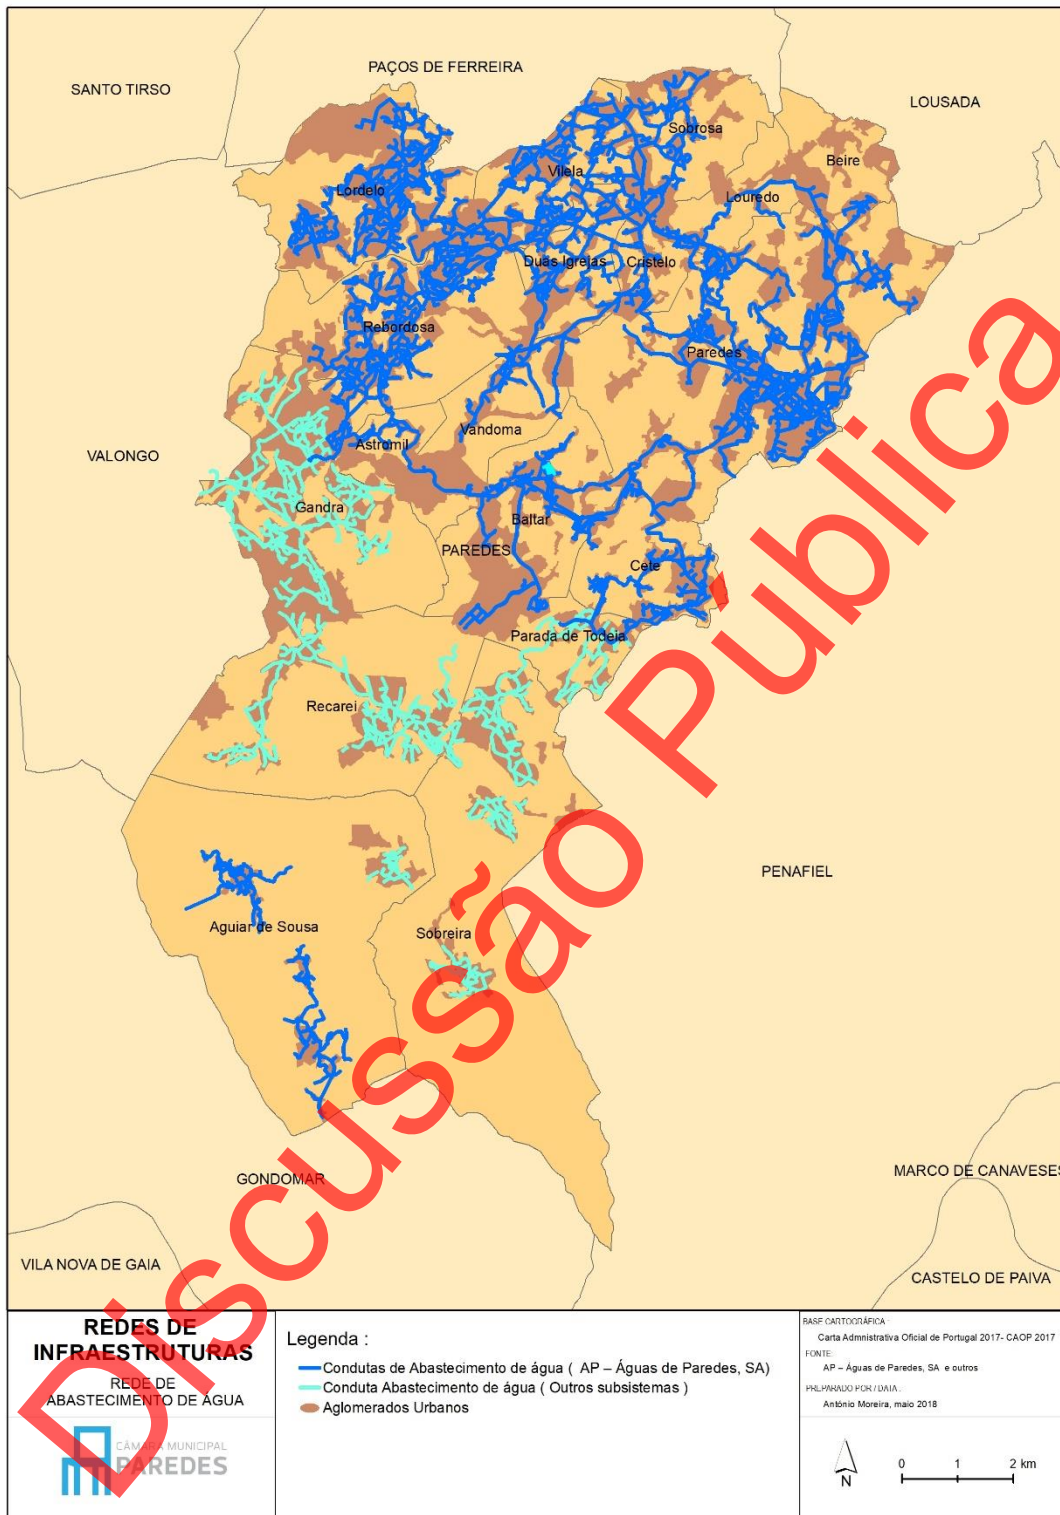 PAÇOS DE FERREIRA
SANTO TIRSO
LOUSADA
Sobrosa
Beire
Vilela
Lordelo
Louredo
Duas Igrejas
Cristelo
Rebordosa
Paredes
Vandoma
Astromil
VALONGO
Gandra
Baltar
PAREDES
Cete
Parada de Todeia
Recarei
PENAFIEL
Aguiar de Sousa
Sobreira
GONDOMAR
MARCO DE CANAVESES
VILA NOVA DE GAIA
CASTELO DE PAIVA
Discussão Pública
REDES DE
INFRAESTRUTURAS
REDE DE
ABASTECIMENTO DE ÁGUA
CÂMARA MUNICIPAL
PAREDES
Legenda :
Condutas de Abastecimento de água ( AP – Águas de Paredes, SA)
Conduta Abastecimento de água ( Outros subsistemas )
Aglomerados Urbanos
BASE CARTOGRÁFICA :
Carta Admnistrativa Oficial de Portugal 2017- CAOP 2017
FONTE:
AP – Águas de Paredes, SA e outros
PREPARADO POR / DATA :
António Moreira, maio 2018
N
0 1 2 km